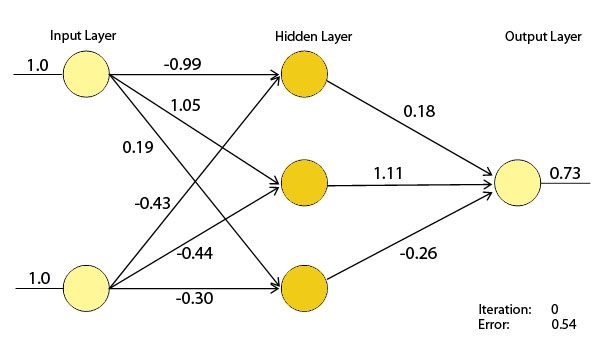 Input Layer
Hidden Layer
Output Layer
1.0
-0.99
1.05
0.18
0.19
1.11
0.73
-0.43
-0.44
-0.26
1.0
-0.30
Iteration: 0
Error: 0.54